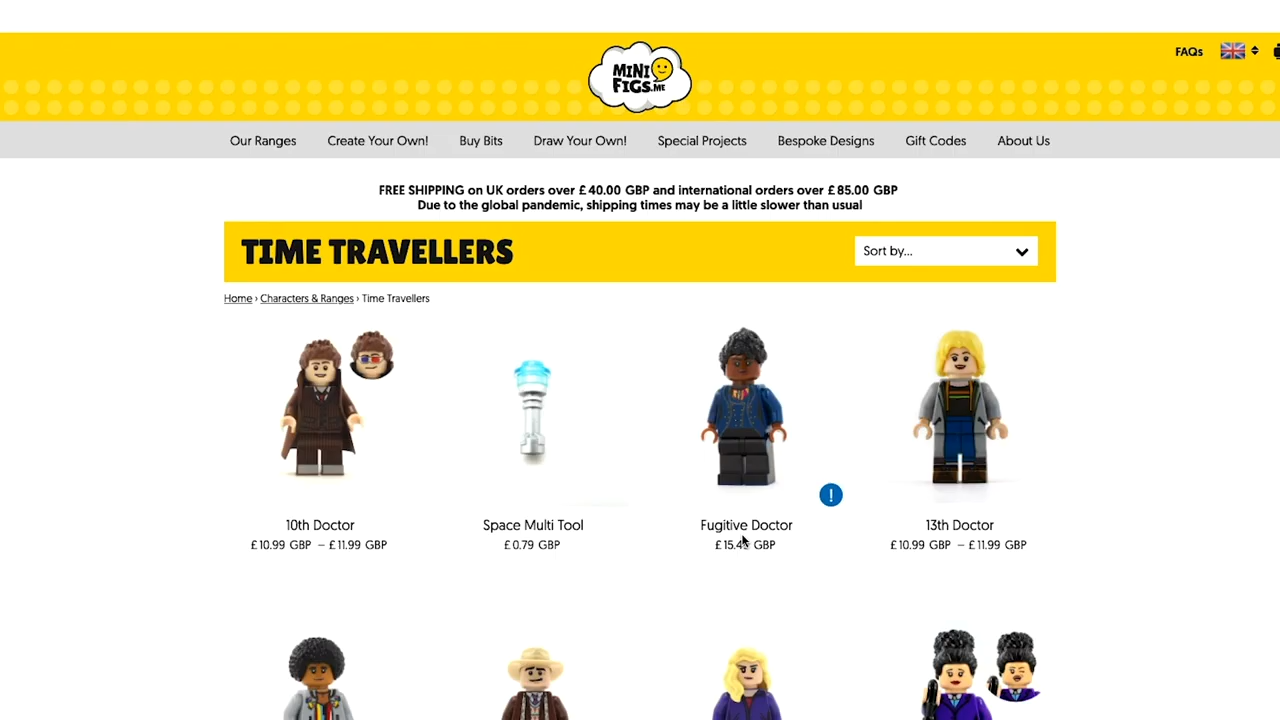 MINI
FIGS.ME
FAQs
Our Ranges
Create Your Own!
Buy Bits
Draw Your Own!
Special Projects
Bespoke Designs
Gift Codes
About Us
FREE SHIPPING on UK orders over £40.00 GBP and international orders over £85.00 GBP
Due to the global pandemic, shipping times may be a little slower than usual
TIME TRAVELLERS
Sort by...
Home › Characters & Ranges › Time Travellers
10th Doctor
£10.99 GBP – £11.99 GBP
Space Multi Tool
£0.79 GBP
!
Fugitive Doctor
GBP
13th Doctor
£10.99 GBP – £11.99 GBP